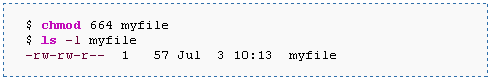 $ chmod 664 myfile
$ ls -l myfile
-rw-rw-r--  1   57 Jul  3 10:13  myfile